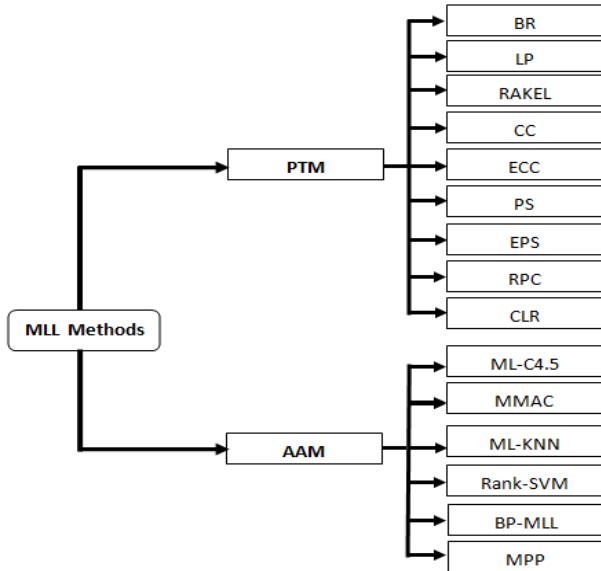 BR
LP
RAKEL
CC
PTM
ECC
PS
EPS
RPC
CLR
MLL Methods
ML-C4.5
MMAC
AAM
ML-KNN
Rank-SVM
BP-MLL
MPP